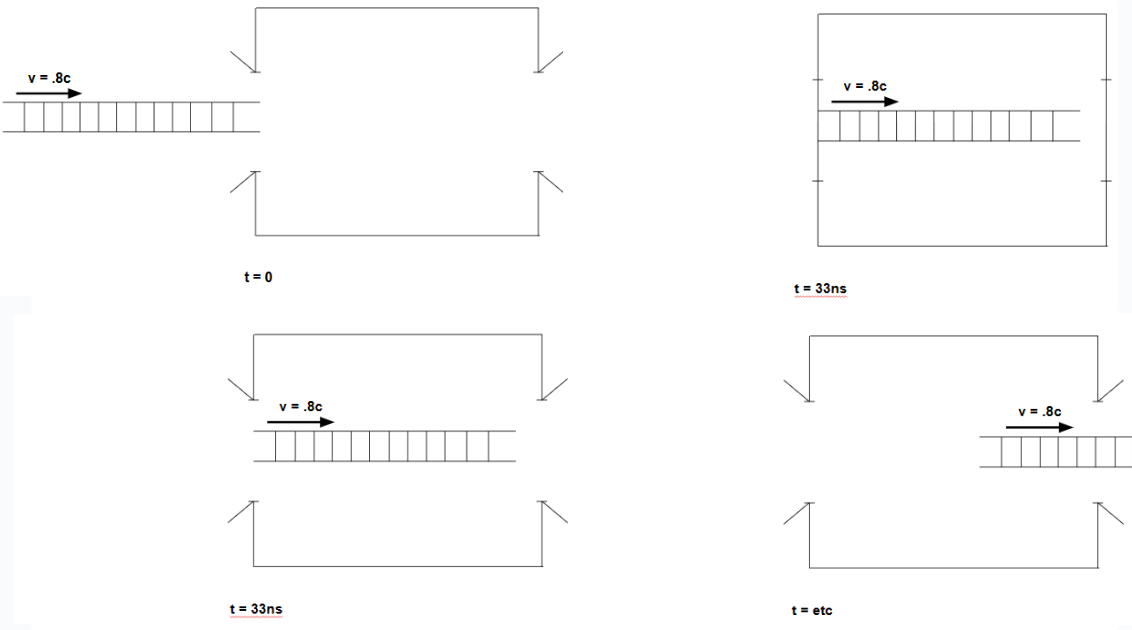 v = .8c
t = 0
v = .8c
t = 33ns
v = .8c
t = 33ns
v = .8c
t = etc